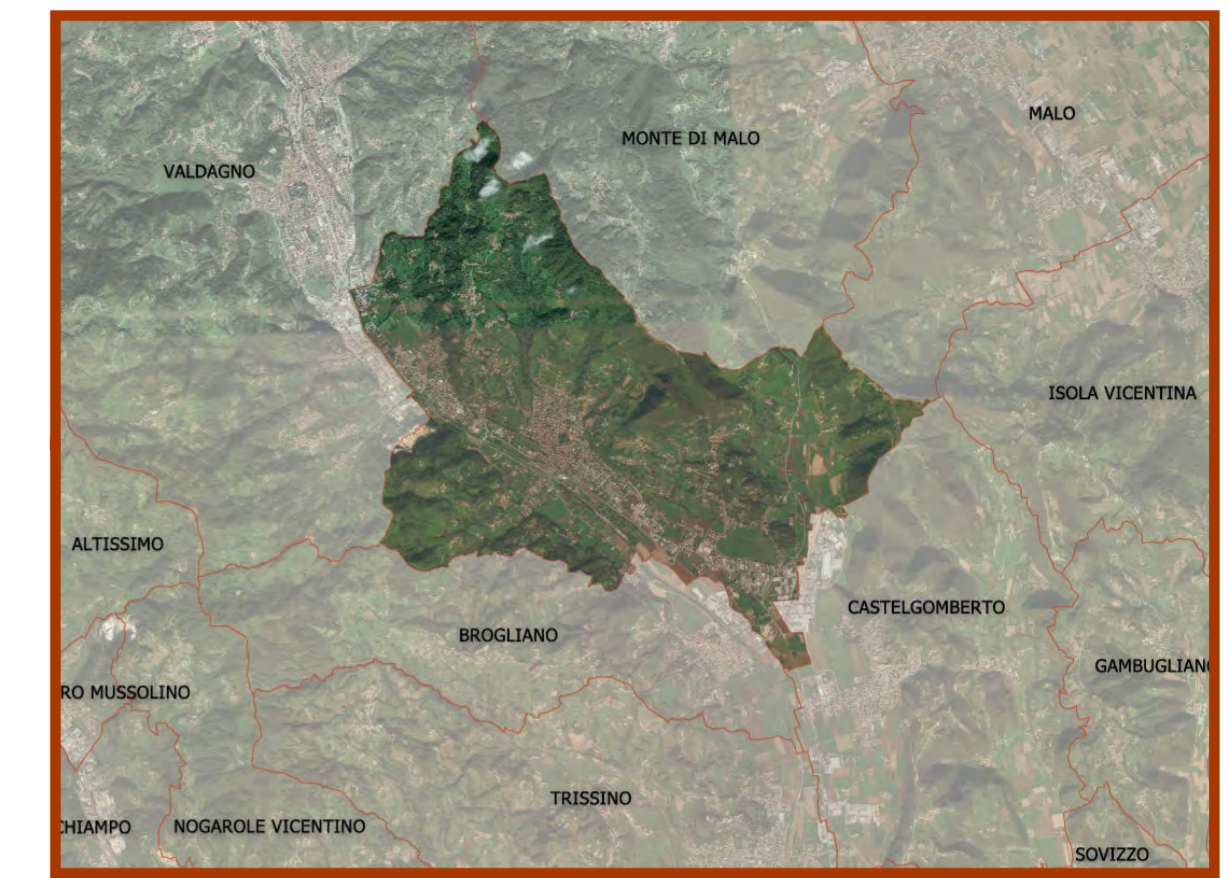 MALO
MONTE DI MALO
VALDAGNO
ISOLA VICENTINA
ALTISSIMO
CASTELGOMBERTO
BROGLIANO
GAMBUGLIAN
RO MUSSOLINO
TRISSINO
CHIAMPO
NOGAROLE VICENTINO
SOVIZZO